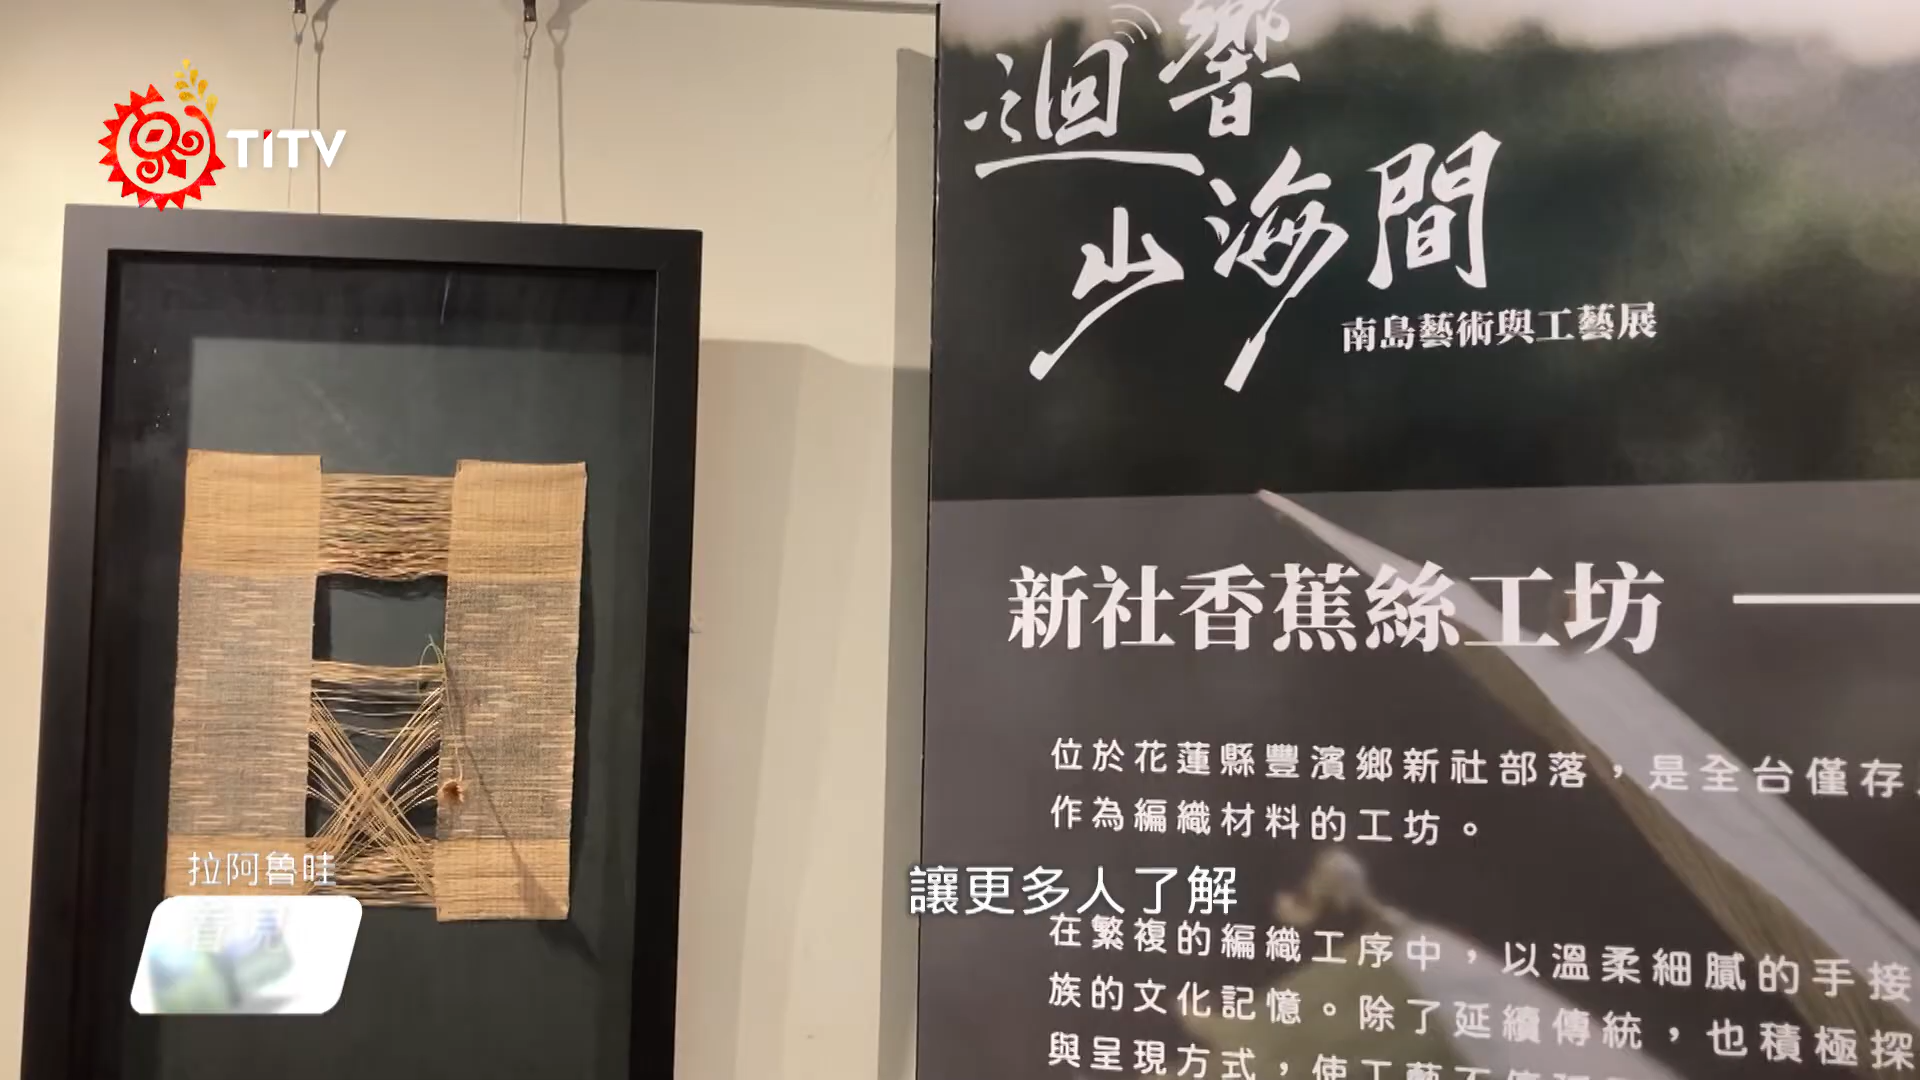 TiTV
迴響
山海間
南島藝術與工藝展
新社香蕉絲工坊
位於花蓮縣豐濱鄉新社部落，是全台僅存
作為編織材料的工坊。
拉阿魯哇
讓更多人了解
在繁複的編織工序中，以溫柔細膩的手接
族的文化記憶。除了延續傳統，也積極探
與呈現方式，使工藝不